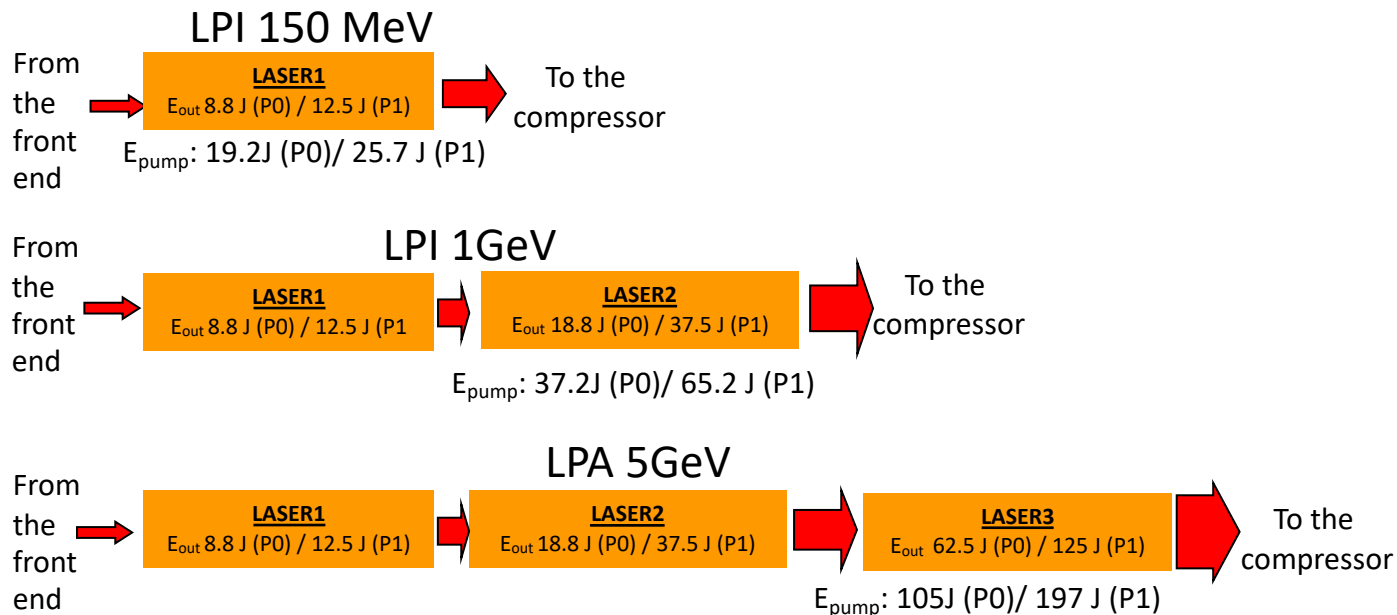 LPI 150 MeV
From
the
front
end
LASER1
Eout 8.8 J (P0) / 12.5 J (P1)
To the
compressor
Epump: 19.2J (P0)/ 25.7 J (P1)
LPI 1GeV
From
the
front
end
LASER1
Eout 8.8 J (P0) / 12.5 J (P1
LASER2
Eout 18.8 J (P0) / 37.5 J (P1)
To the
compressor
Epump: 37.2J (P0)/ 65.2 J (P1)
LPA 5GeV
From
the
front
end
LASER1
Eout 8.8 J (P0) / 12.5 J (P1)
LASER2
Eout 18.8 J (P0) / 37.5 J (P1)
LASER3
Eout 62.5 J (P0) / 125 J (P1)
To the
compressor
Epump: 105J (P0)/ 197 J (P1)